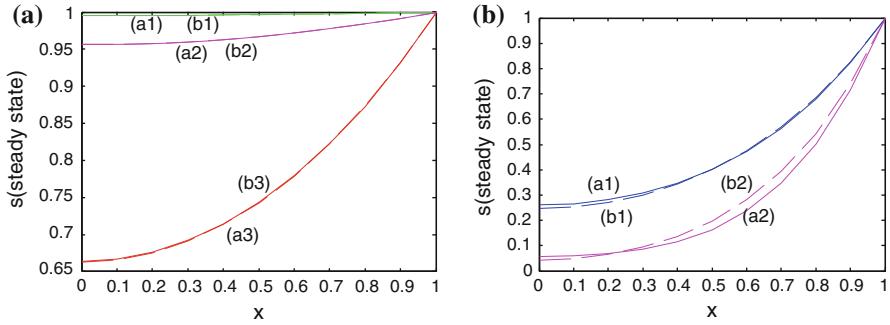 (a)
s(steady state)
1
0.95
0.9
0.85
0.8
0.75
0.7
0.65
(a1) (b1)
(a2) (b2)
(b3)
(a3)
0 0.1 0.2 0.3 0.4 0.5 0.6 0.7 0.8 0.9 1
x
(b)
s(steady state)
1
0.9
0.8
0.7
0.6
0.5
0.4
0.3
0.2
0.1
0
(a1)
(b1)
(b2)
(a2)
0 0.1 0.2 0.3 0.4 0.5 0.6 0.7 0.8 0.9 1
x